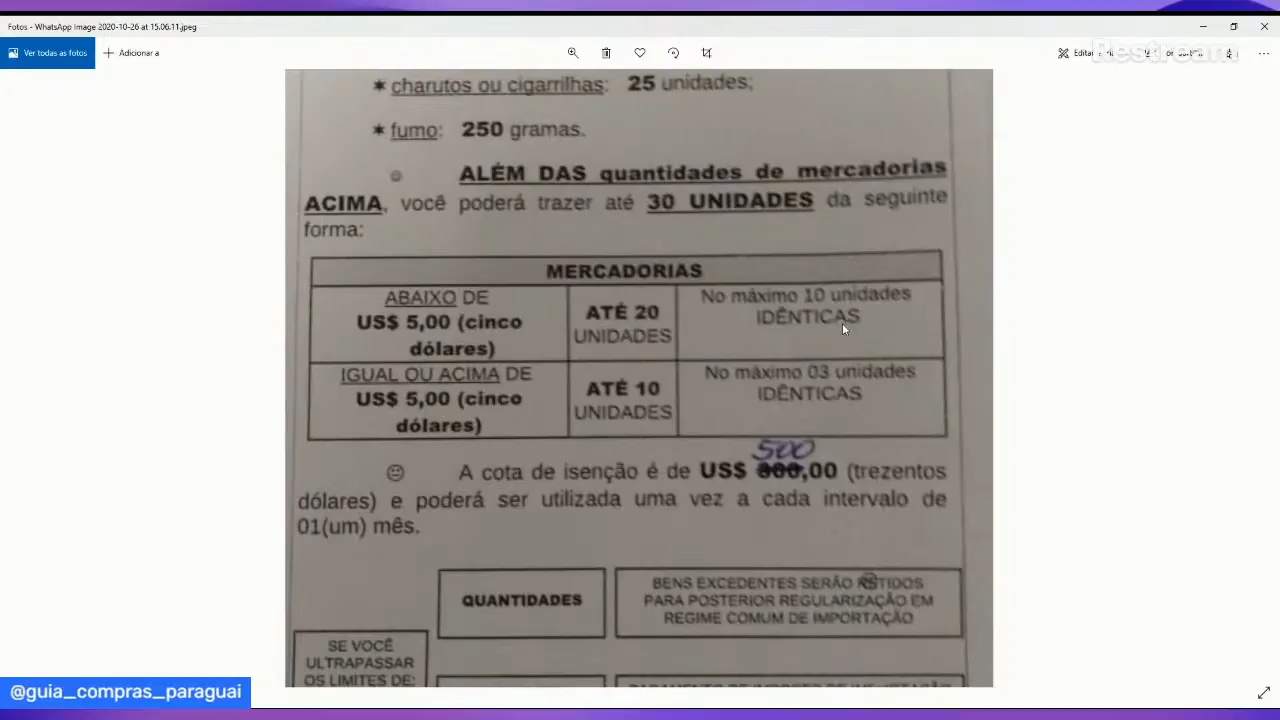 Fotos - WhatsApp Image 2020-10-26 at 15.06.11.jpeg
Ver todas as fotos
Adicionar a
Restream
✶ charutos ou cigarrilhas: 25 unidades;
✶ fumo: 250 gramas.
ALÉM DAS quantidades de mercadorias
ACIMA, você poderá trazer até 30 UNIDADES da seguinte
forma:
MERCADORIAS
ABAIXO DE
US$ 5,00 (cinco
dólares)
ATÉ 20
UNIDADES
No máximo 10 unidades
IDÊNTICAS
IGUAL OU ACIMA DE
US$ 5,00 (cinco
dólares)
ATÉ 10
UNIDADES
No máximo 03 unidades
IDÊNTICAS
500
A cota de isenção é de US$ 300,00 (trezentos
dólares) e poderá ser utilizada uma vez a cada intervalo de
01(um) mês.
QUANTIDADES
BENS EXCEDENTES SERÃO RETIDOS
PARA POSTERIOR REGULARIZAÇÃO EM
REGIME COMUM DE IMPORTAÇÃO
SE VOCÊ
ULTRAPASSAR
OS LIMITES DE:
@guia_compras_paraguai